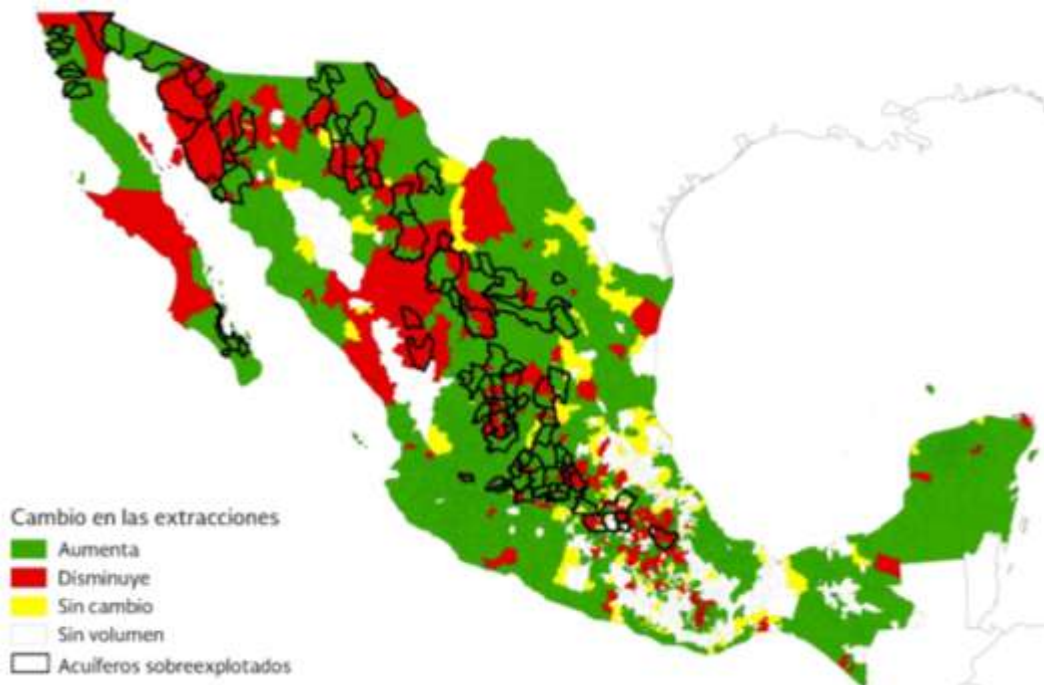 Cambio en las extracciones
Aumenta
Disminuye
Sin cambio
Sin volumen
Acuíferos sobreexplotados